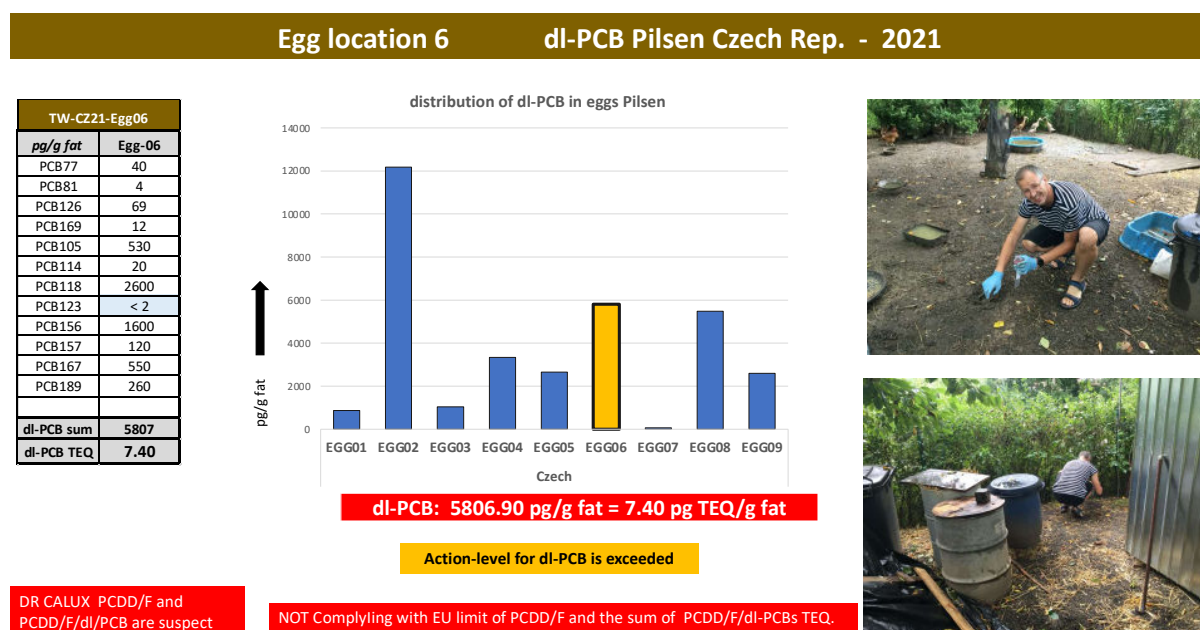 Egg location 6 dl-PCB Pilsen Czech Rep. - 2021
TW-CZ21-Egg06
pg/g fat Egg-06
PCB77 40
PCB81 4
PCB126 69
PCB169 12
PCB105 530
PCB114 20
PCB118 2600
PCB123 < 2
PCB156 1600
PCB157 120
PCB167 550
PCB189 260
dl-PCB sum 5807
dl-PCB TEQ 7.40
distribution of dl-PCB in eggs Pilsen
14000
12000
10000
8000
6000
4000
2000
0
pg/g fat
EGG01 EGG02 EGG03 EGG04 EGG05 EGG06 EGG07 EGG08 EGG09
Czech
dl-PCB: 5806.90 pg/g fat = 7.40 pg TEQ/g fat
Action-level for dl-PCB is exceeded
DR CALUX PCDD/F and
PCDD/F/dl/PCB are suspect
NOT Complyling with EU limit of PCDD/F and the sum of PCDD/F/dl-PCBs TEQ.